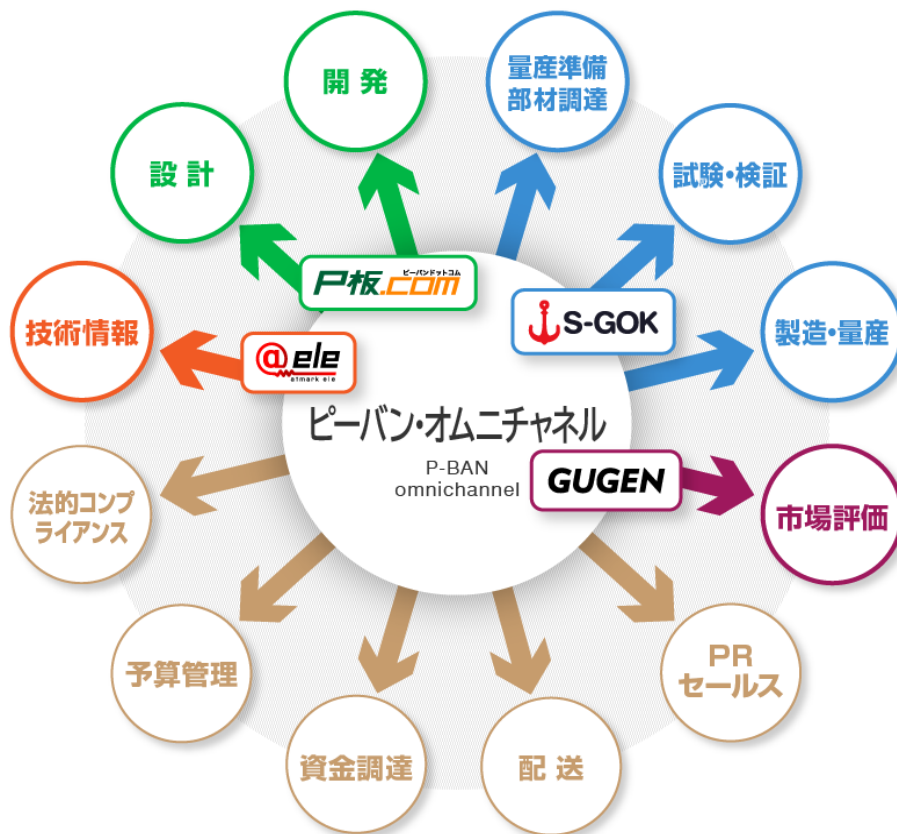 開発
量産準備
部材調達
設計
試験・検証
ピーバンドットコム
P板.com
S-GOK
技術情報
@ele
atmark ele
製造・量産
ピーバン・オムニチャネル
P-BAN
omnichannel
GUGEN
法的コンプ
ライアンス
市場評価
予算管理
PR
セールス
資金調達
配送